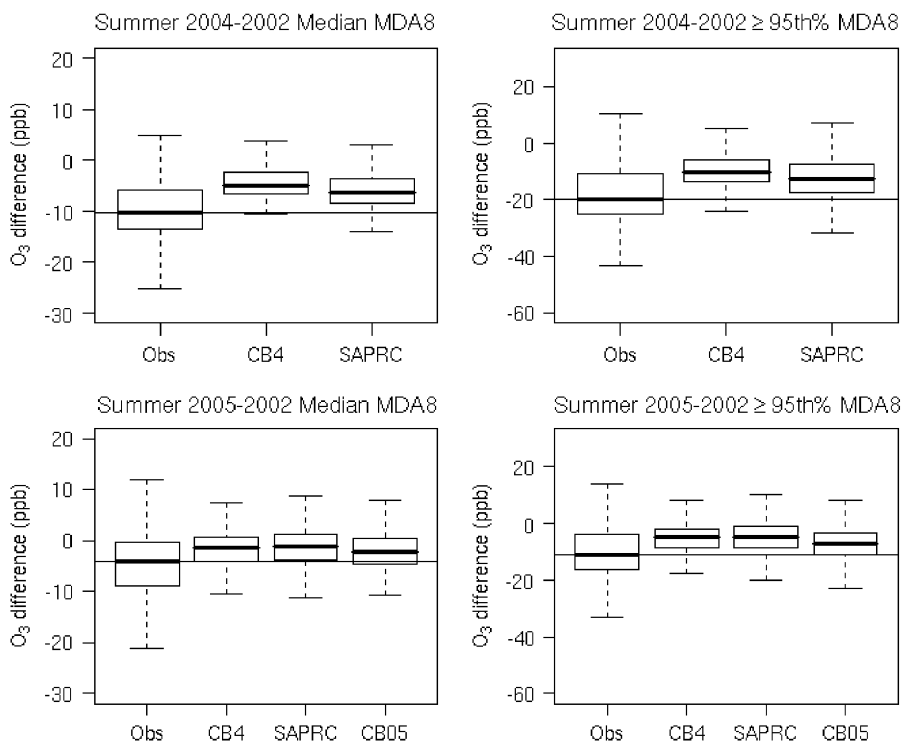 Summer 2004-2002 Median MDA8
O₃ difference (ppb)
20
10
0
-10
-20
-30
Obs CB4 SAPRC
Summer 2004-2002 ≥ 95th% MDA8
O₃ difference (ppb)
20
0
-20
-40
-60
Obs CB4 SAPRC
Summer 2005-2002 Median MDA8
O₃ difference (ppb)
20
10
0
-10
-20
-30
Obs CB4 SAPRC CB05
Summer 2005-2002 ≥ 95th% MDA8
O₃ difference (ppb)
20
0
-20
-40
-60
Obs CB4 SAPRC CB05